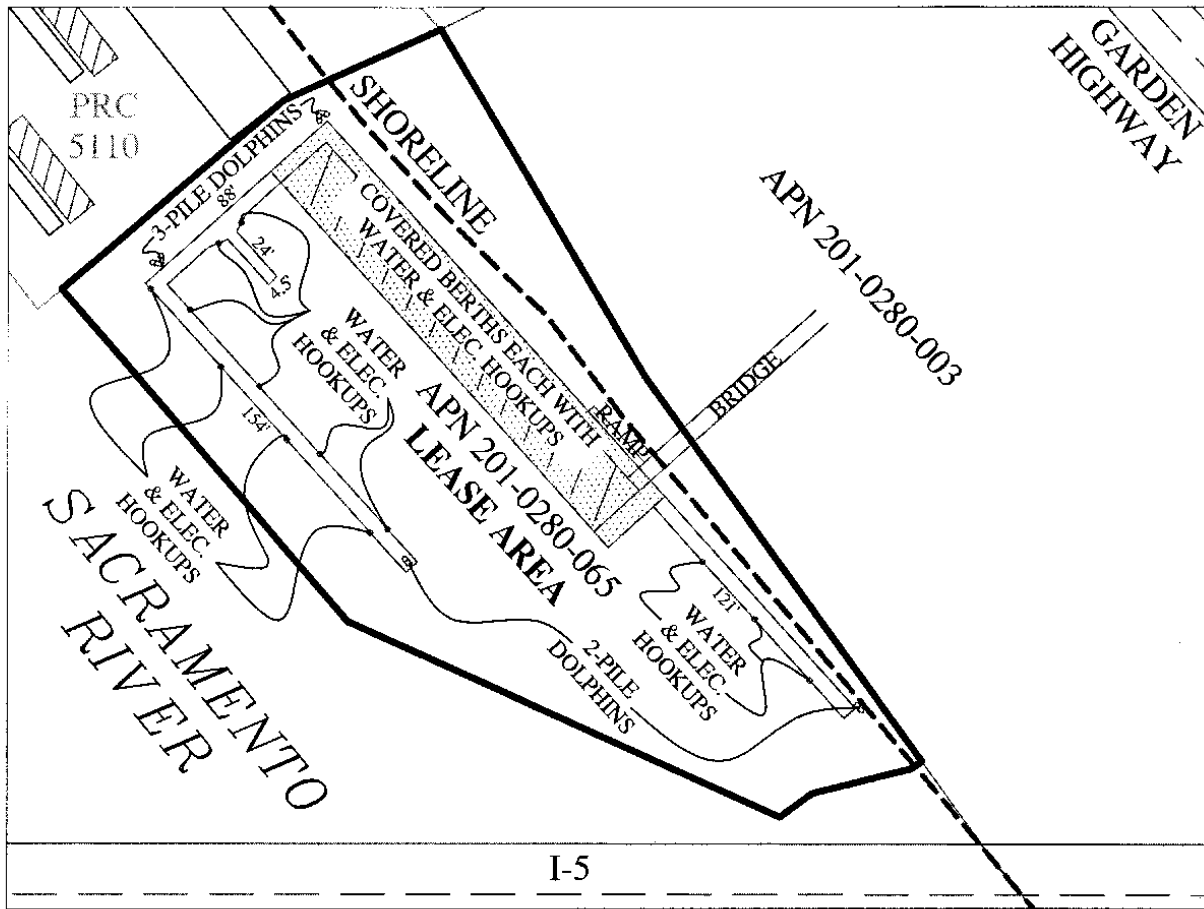 PRC
5110
GARDEN
HIGHWAY
SHORELINE
3-PILE DOLPHINS
88'
COVERED BERTHS EACH WITH
WATER & ELEC. HOOKUPS
24'
4.5'
WATER
& ELEC.
HOOKUPS
APN 201-0280-003
BRIDGE
RAMP
APN 201-0280-065
LEASE AREA
154'
WATER
& ELEC.
HOOKUPS
SACRAMENTO
RIVER
121'
WATER
& ELEC.
HOOKUPS
2-PILE
DOLPHINS
I-5